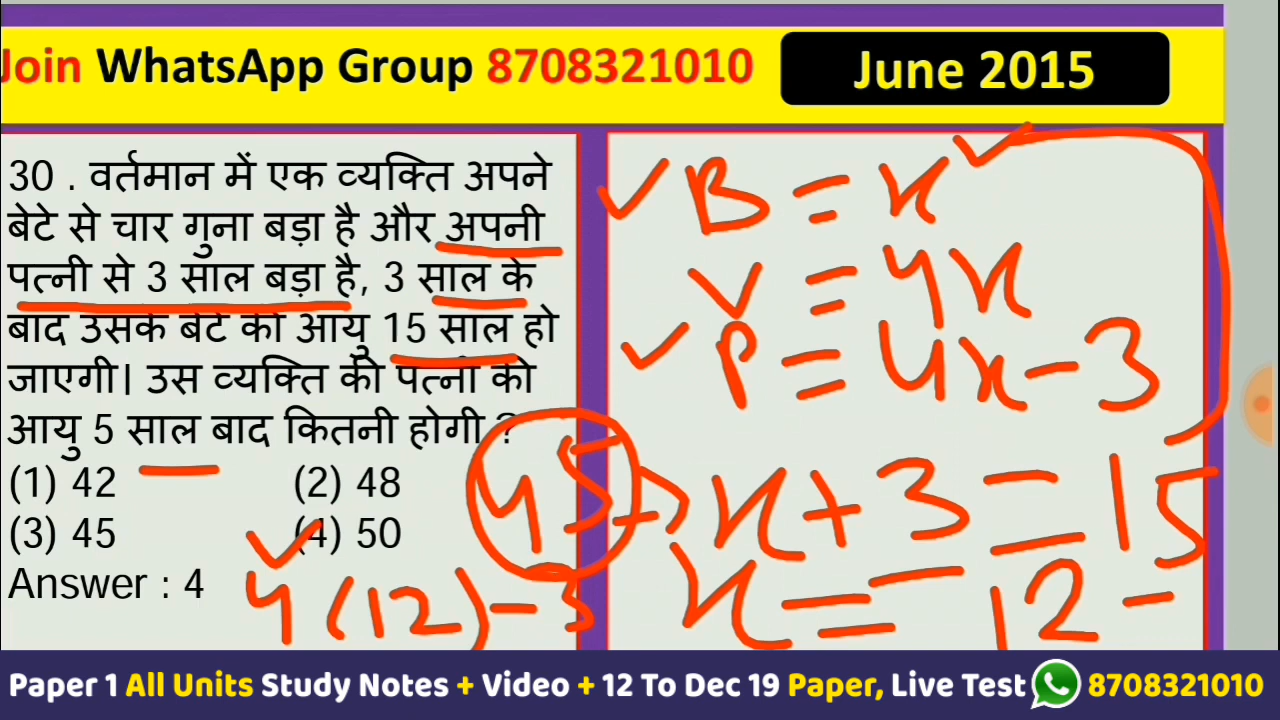 Join WhatsApp Group 8708321010
June 2015
30 . वर्तमान में एक व्यक्ति अपने
बेटे से चार गुना बड़ा है और अपनी
पत्नी से 3 साल बड़ा है, 3 साल के
बाद उसके बेटे की आयु 15 साल हो
जाएगी। उस व्यक्ति की पत्नी की
आयु 5 साल बाद कितनी होगी ?
(1) 42 (2) 48
(3) 45 (4) 50
Answer : 4
4(12)-3
45+5
B = x
V = 4x
P = 4x-3
x+3=15
x = 12
Paper 1 All Units Study Notes + Video + 12 To Dec 19 Paper, Live Test 8708321010